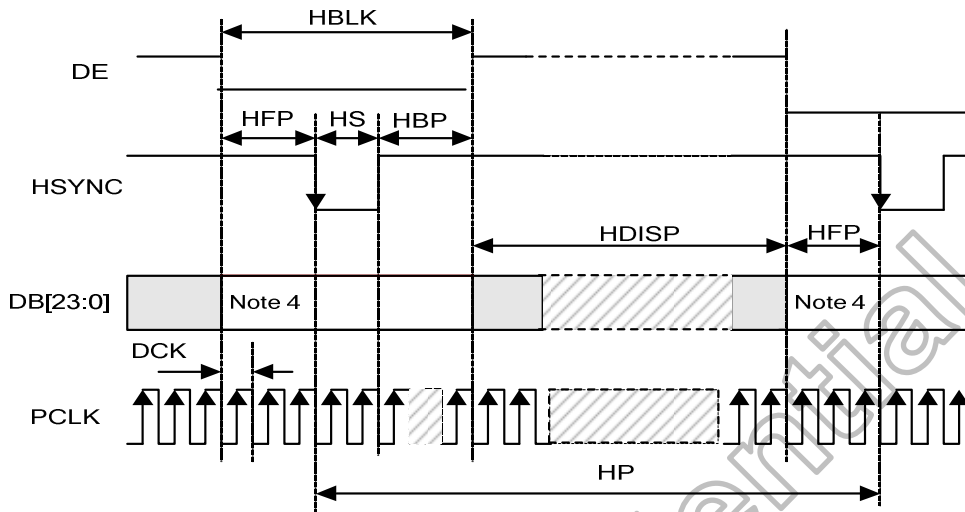 HBLK
DE
HFP HS HBP
HSYNC
HDISP HFP
DB[23:0] Note 4 Note 4
DCK
PCLK
HP